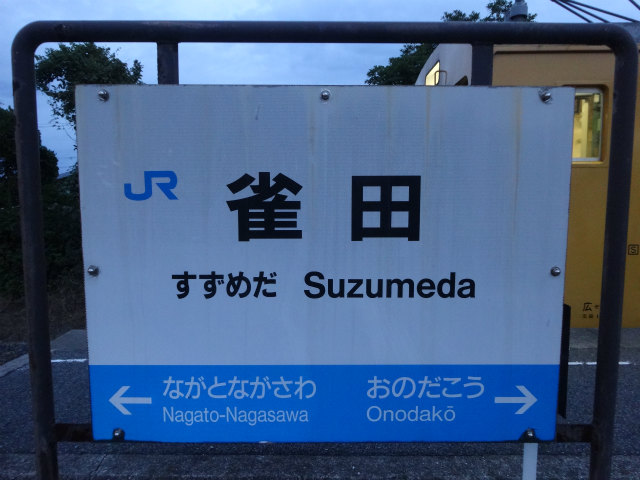 JR
雀田
すずめだ Suzumeda
← ながとながさわ おのだこう →
Nagato-Nagasawa Onodakō